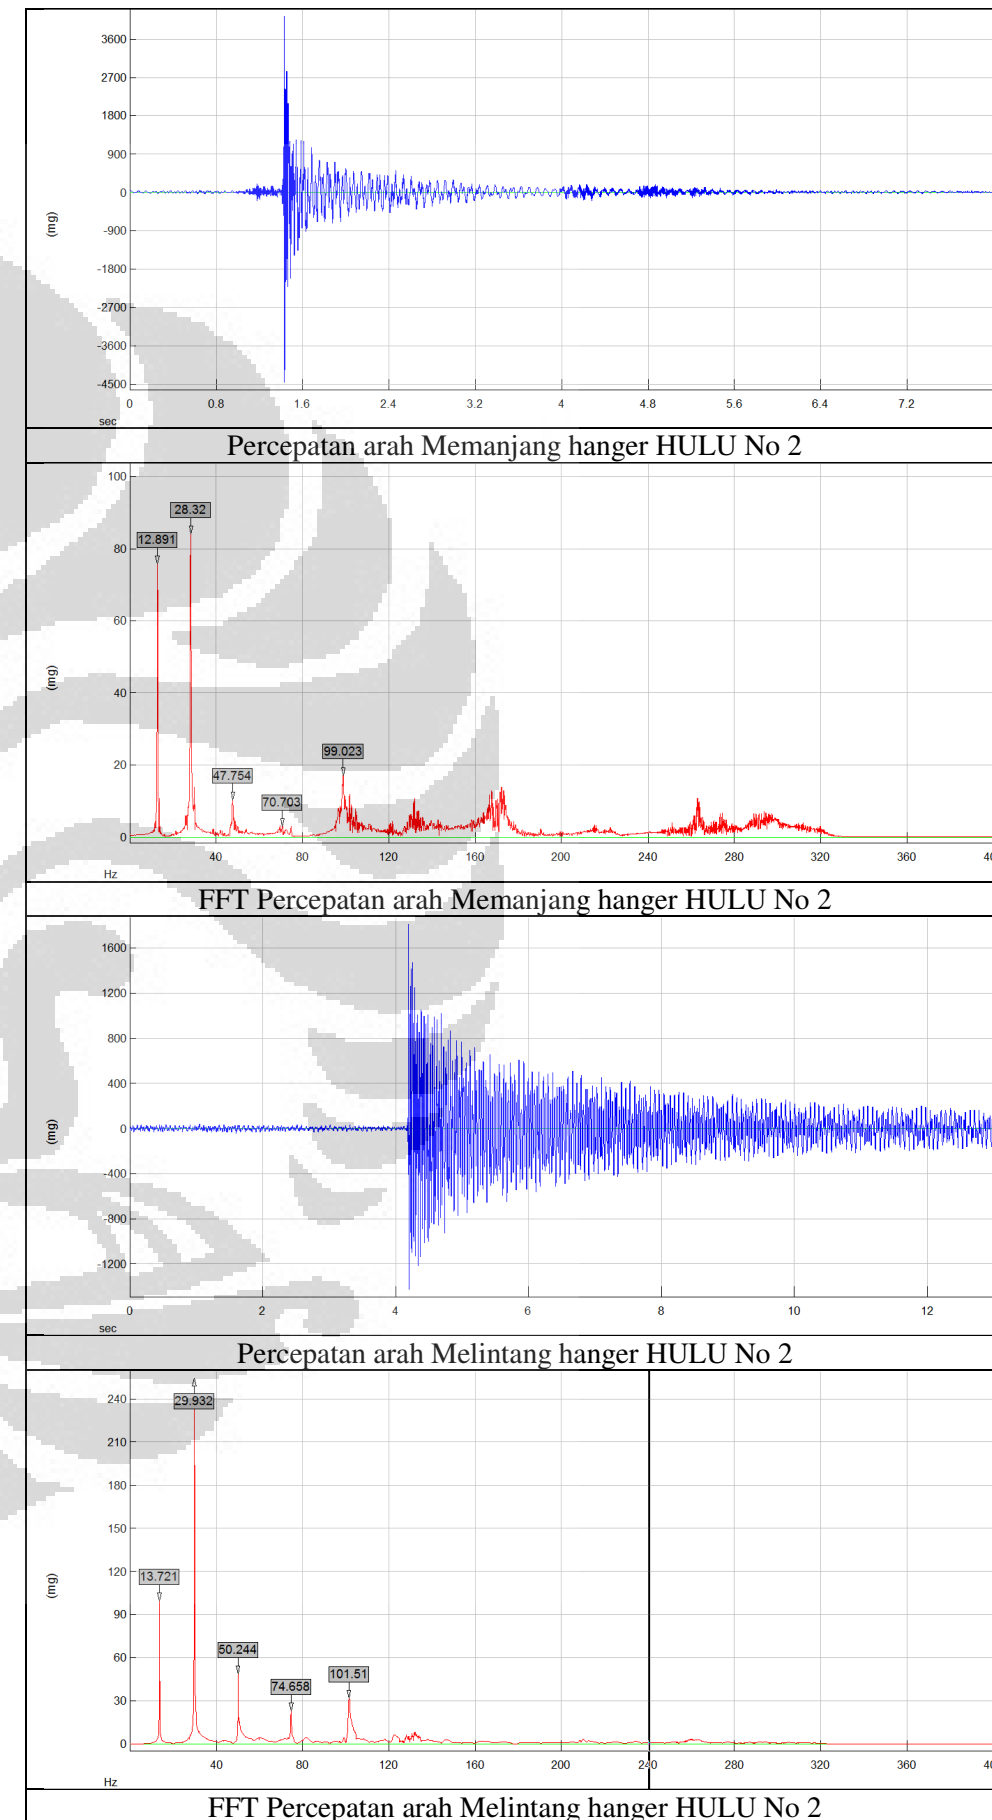 3600
2700
1800
900
0
-900
-1800
-2700
-3600
-4500
(mg)
0 0.8 1.6 2.4 3.2 4 4.8 5.6 6.4 7.2
sec
Percepatan arah Memanjang hanger HULU No 2
100
80
60
40
20
0
(mg)
12.891
28.32
47.754
70.703
99.023
40 80 120 160 200 240 280 320 360 40
Hz
FFT Percepatan arah Memanjang hanger HULU No 2
1600
1200
800
400
0
-400
-800
-1200
(mg)
0 2 4 6 8 10 12
sec
Percepatan arah Melintang hanger HULU No 2
240
210
180
150
120
90
60
30
0
(mg)
13.721
29.932
50.244
74.658
101.51
40 80 120 160 200 240 280 320 360 40
Hz
FFT Percepatan arah Melintang hanger HULU No 2